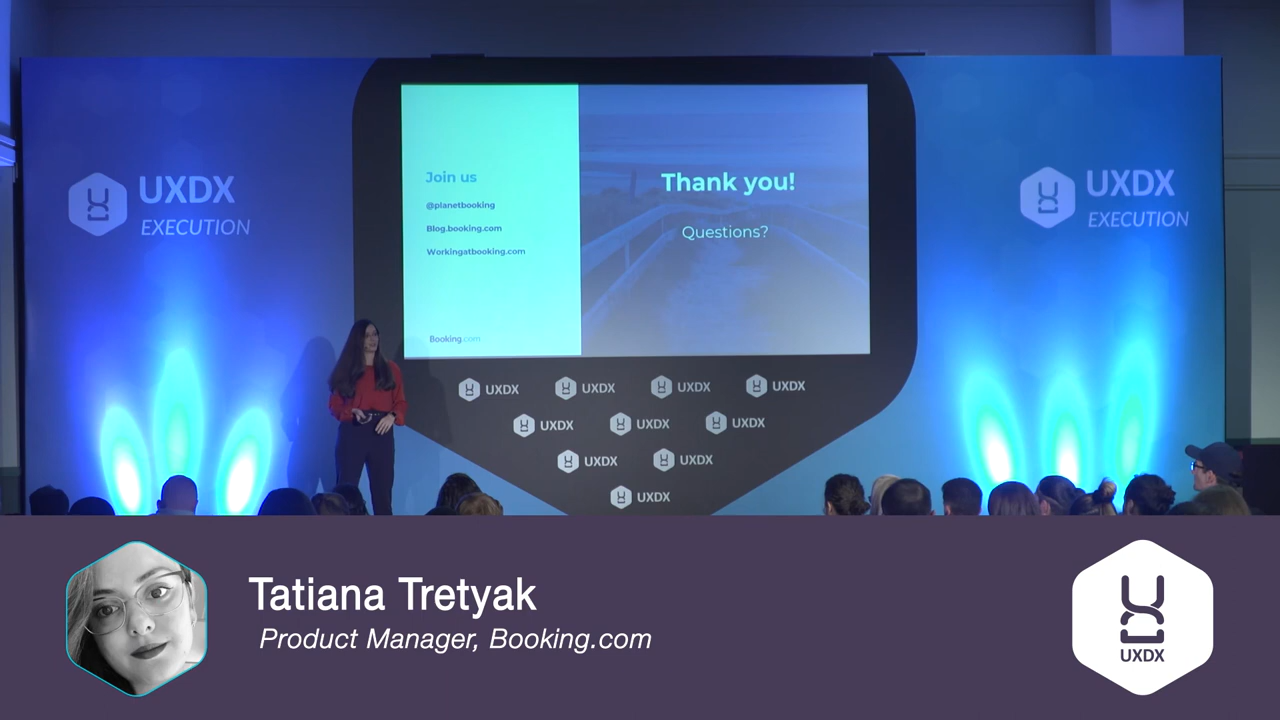 UXDX
EXECUTION
Join us
@planetbooking
Blog.booking.com
Workingatbooking.com
Booking.com
Thank you!
Questions?
UXDX
EXECUTION
UXDX UXDX UXDX UXDX
UXDX UXDX UXDX
UXDX UXDX
UXDX
Tatiana Tretyak
Product Manager, Booking.com
UXDX